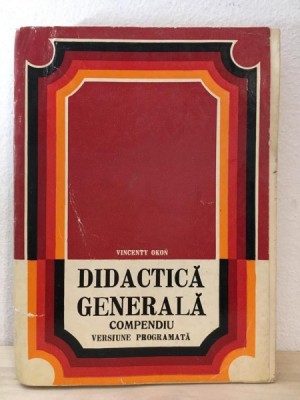 VINCENTY OKOŃ
DIDACTICĂ
GENERALĂ
COMPENDIU
VERSIUNE PROGRAMATĂ